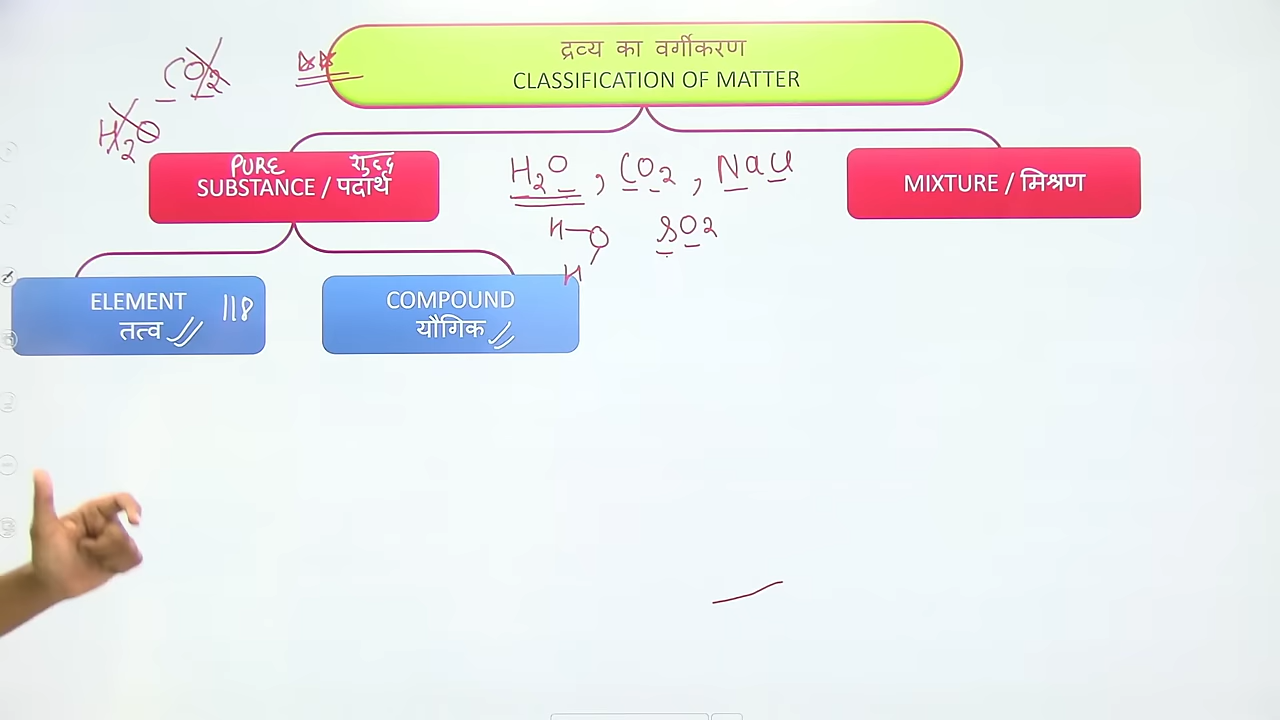 द्रव्य का वर्गीकरण
CLASSIFICATION OF MATTER
CO2
H2O
PURE शुद्ध
SUBSTANCE / पदार्थ
H2O , CO2 , NaCl
MIXTURE / मिश्रण
H O SO2
H
ELEMENT 118
तत्व
COMPOUND
यौगिक